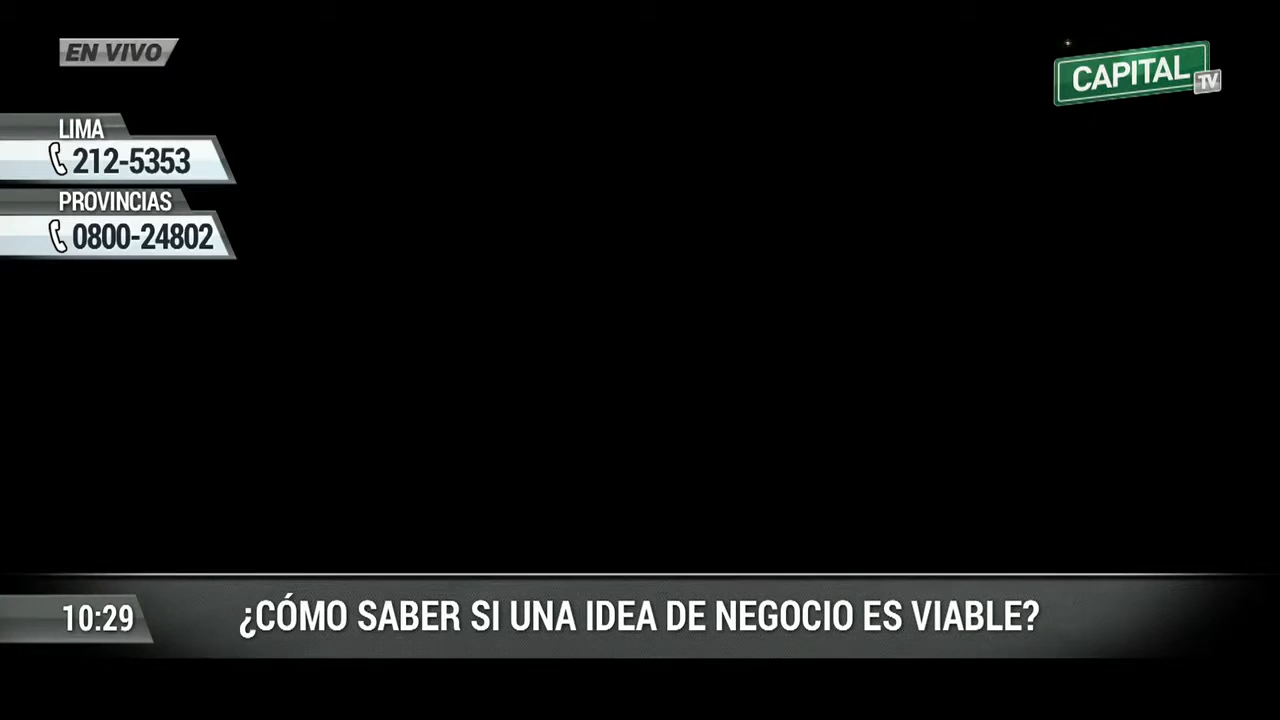 EN VIVO
CAPITAL
TV
LIMA
212-5353
PROVINCIAS
0800-24802
10:29
¿CÓMO SABER SI UNA IDEA DE NEGOCIO ES VIABLE?